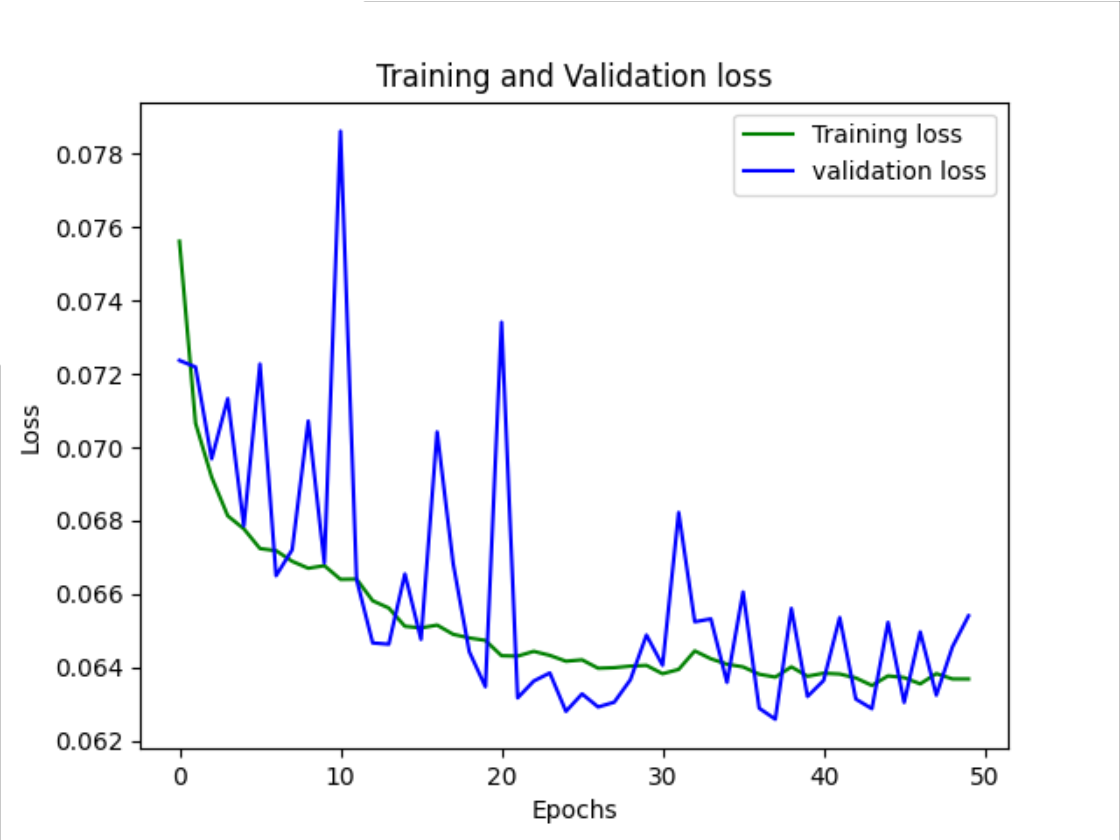 Training and Validation loss
Training loss
validation loss
0.078
0.076
0.074
0.072
0.070
0.068
0.066
0.064
0.062
Loss
0 10 20 30 40 50
Epochs